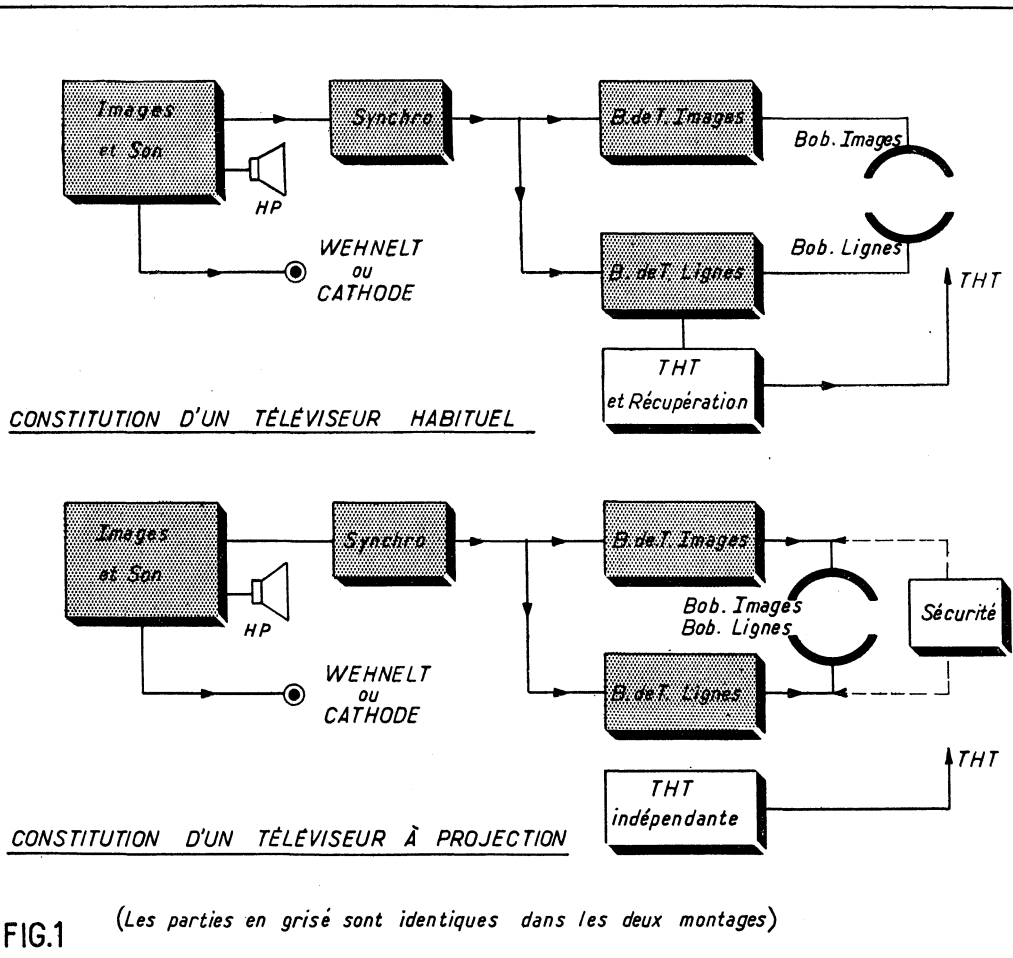 Images
et Son
Synchro
B. de T. Images
Bob. Images
HP
WEHNELT
ou
CATHODE
B. de T. Lignes
Bob. Lignes
THT
THT
et Récupération
CONSTITUTION D'UN TÉLÉVISEUR HABITUEL
Images
et Son
Synchro
B. de T. Images
Bob. Images
Bob. Lignes
Sécurité
HP
WEHNELT
ou
CATHODE
B. de T. Lignes
THT
THT
indépendante
CONSTITUTION D'UN TÉLÉVISEUR À PROJECTION
FIG.1
(Les parties en grisé sont identiques dans les deux montages)